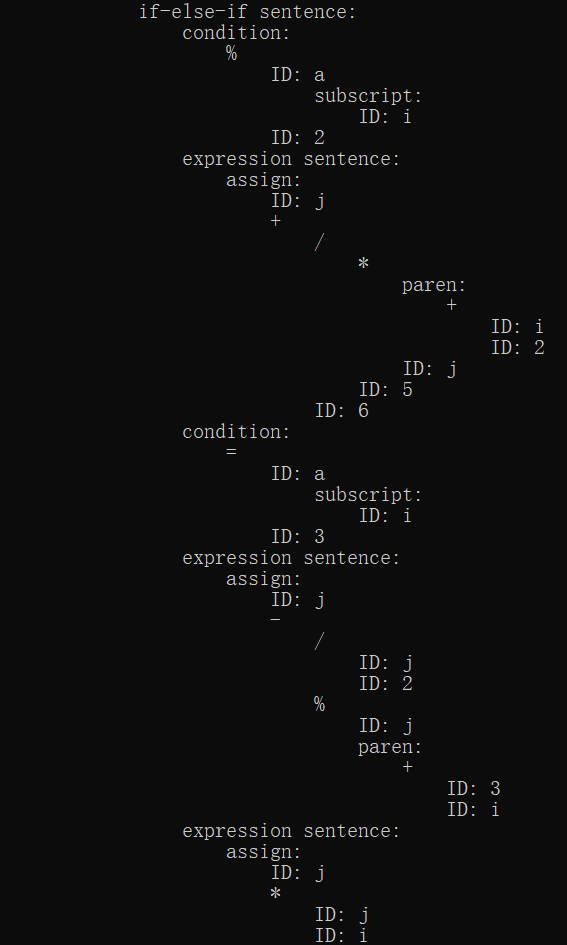 if-else-if sentence:
condition:
%
ID: a
subscript:
ID: i
ID: 2
expression sentence:
assign:
ID: j
+
/
*
paren:
+
ID: i
ID: 2
ID: j
ID: 5
ID: 6
condition:
=
ID: a
subscript:
ID: i
ID: 3
expression sentence:
assign:
ID: j
-
/
ID: j
ID: 2
%
ID: j
paren:
+
ID: 3
ID: i
expression sentence:
assign:
ID: j
*
ID: j
ID: i